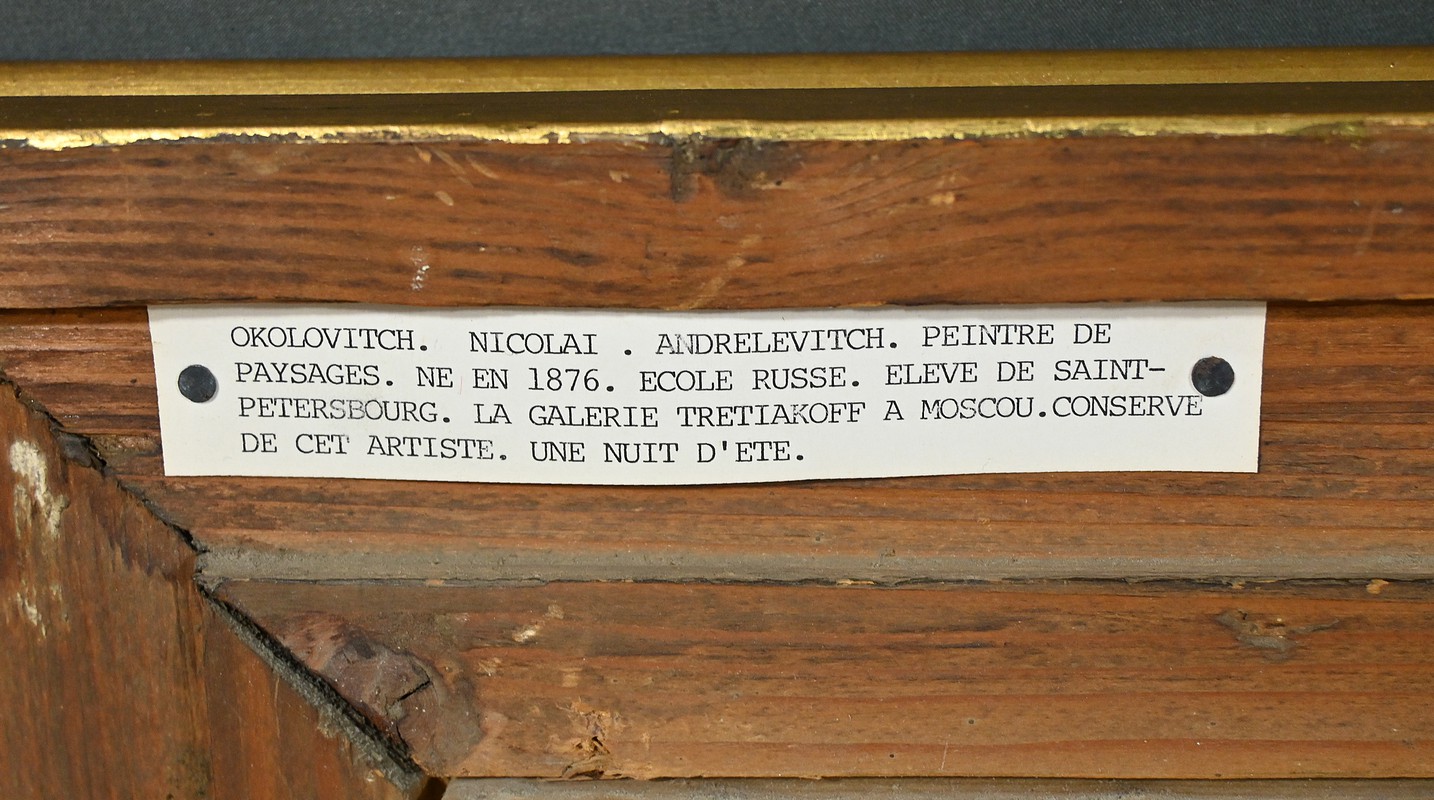 OKOLOVITCH. NICOLAI . ANDRELEVITCH. PEINTRE DE
PAYSAGES. NE EN 1876. ECOLE RUSSE. ELEVE DE SAINT-
PETERSBOURG. LA GALERIE TRETIAKOFF A MOSCOU.CONSERVE
DE CET ARTISTE. UNE NUIT D'ETE.